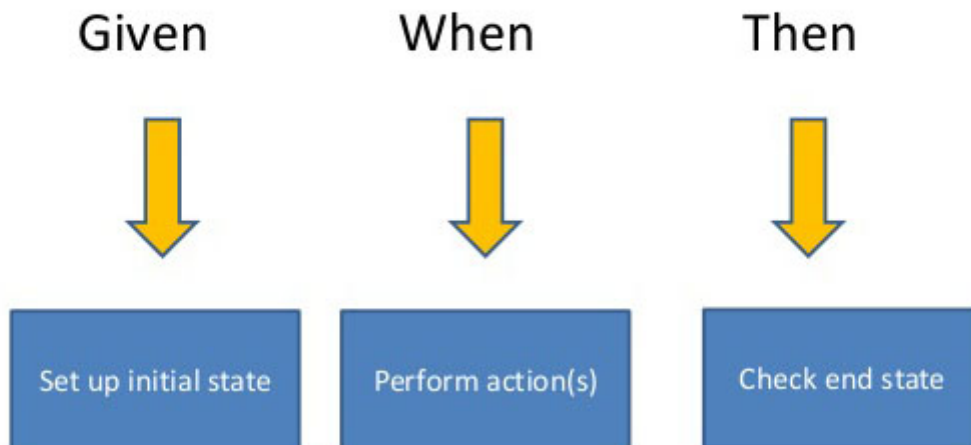 Given When Then
Set up initial state Perform action(s) Check end state